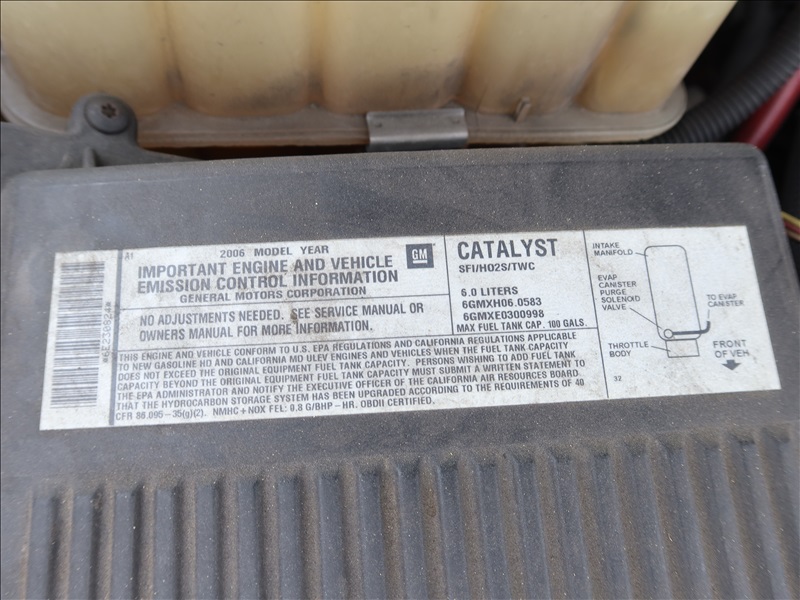 A1
2006 MODEL YEAR
IMPORTANT ENGINE AND VEHICLE
EMISSION CONTROL INFORMATION
GENERAL MOTORS CORPORATION
GM
NO ADJUSTMENTS NEEDED. SEE SERVICE MANUAL OR
OWNERS MANUAL FOR MORE INFORMATION.
CATALYST
SFI/HO2S/TWC
6.0 LITERS
6GMXH06.0583
6GMXE0300998
MAX FUEL TANK CAP. 100 GALS.
THIS ENGINE AND VEHICLE CONFORM TO U.S. EPA REGULATIONS AND CALIFORNIA REGULATIONS APPLICABLE
TO NEW GASOLINE HD AND CALIFORNIA MD ULEV ENGINES AND VEHICLES WHEN THE FUEL TANK CAPACITY
DOES NOT EXCEED THE ORIGINAL EQUIPMENT FUEL TANK CAPACITY. PERSONS WISHING TO ADD FUEL TANK
CAPACITY BEYOND THE ORIGINAL EQUIPMENT FUEL TANK CAPACITY MUST SUBMIT A WRITTEN STATEMENT TO
THE EPA ADMINISTRATOR AND NOTIFY THE EXECUTIVE OFFICER OF THE CALIFORNIA AIR RESOURCES BOARD
THAT THE HYDROCARBON STORAGE SYSTEM HAS BEEN UPGRADED ACCORDING TO THE REQUIREMENTS OF 40
CFR 86.095-35(g)(2). NMHC+NOX FEL: 0.8 G/BHP-HR. OBDII CERTIFIED.
INTAKE
MANIFOLD
EVAP
CANISTER
PURGE
SOLENOID
VALVE
TO EVAP
CANISTER
THROTTLE
BODY
FRONT
OF VEH
32